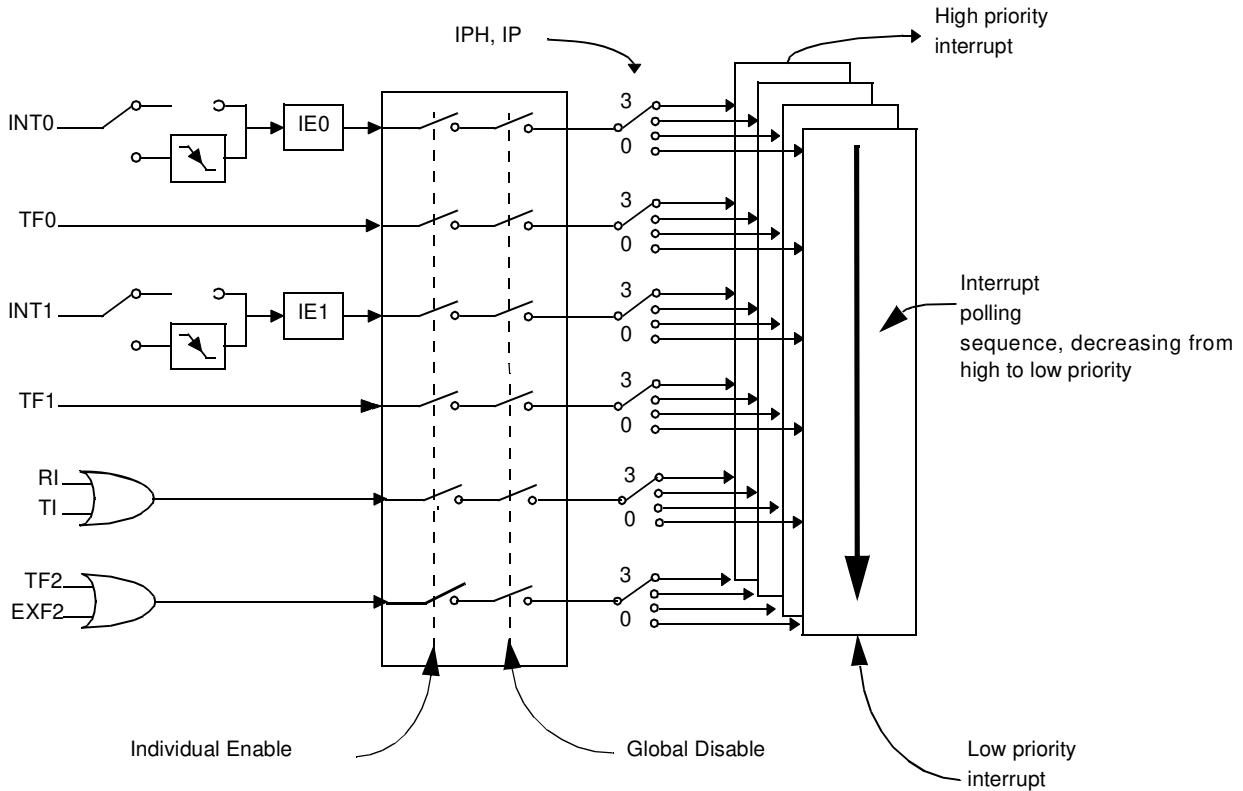 High priority
interrupt
IPH, IP
3
INT0
IE0
0
3
TF0
0
3
INT1
IE1
0
Interrupt
polling
sequence, decreasing from
high to low priority
3
TF1
0
3
RI
TI
0
3
TF2
EXF2
0
Individual Enable
Global Disable
Low priority
interrupt